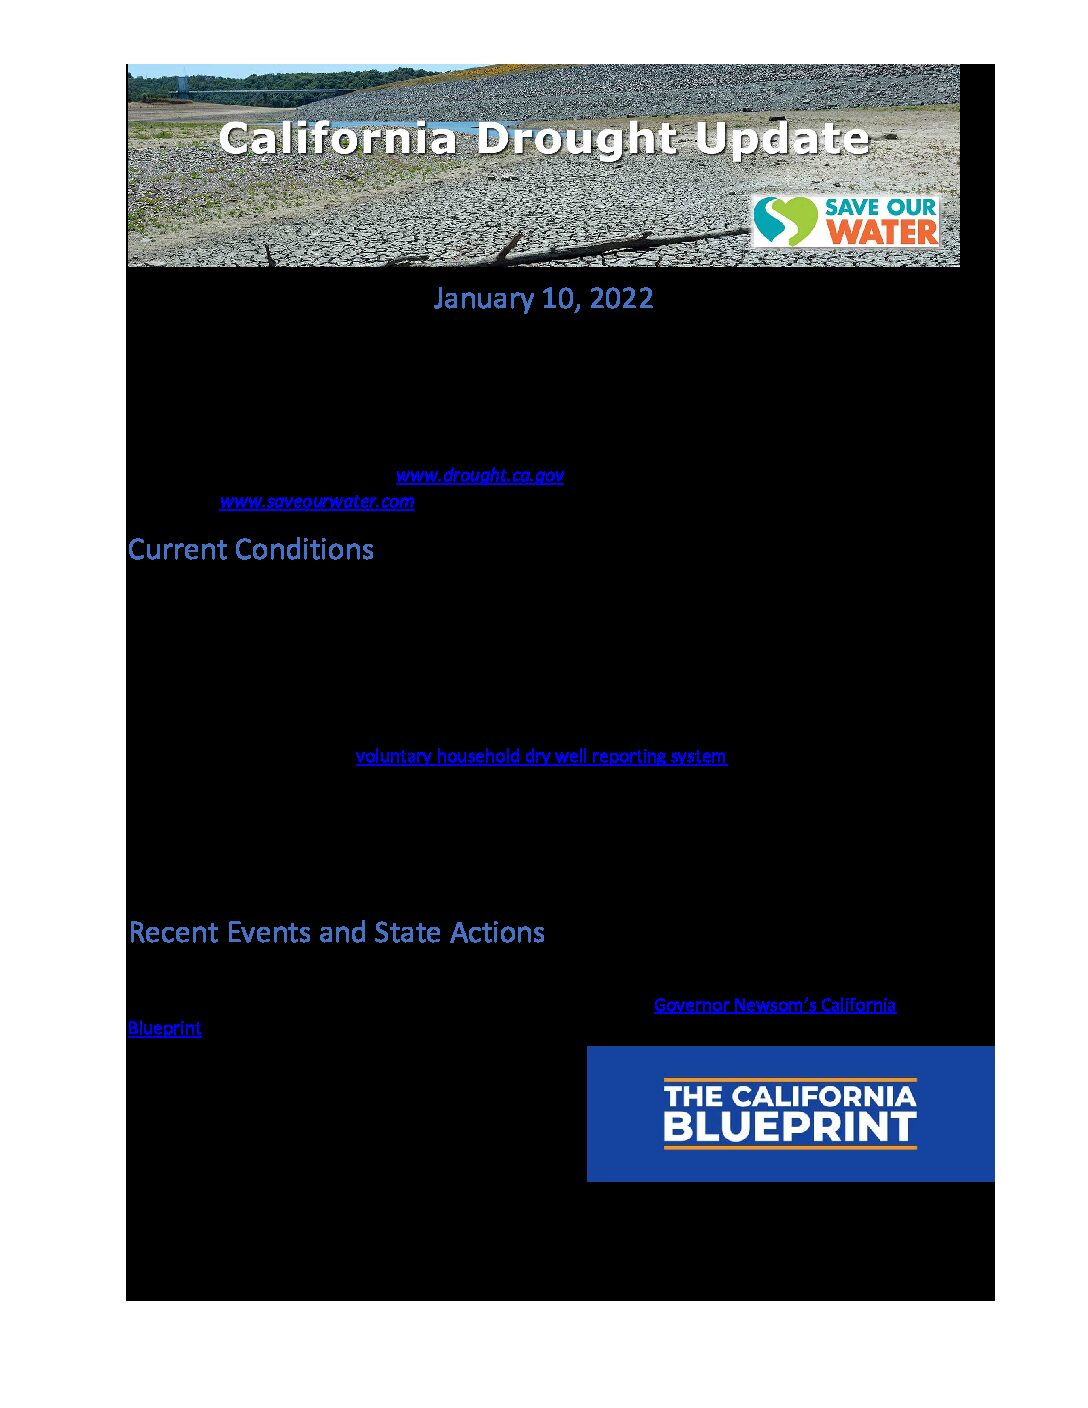 California Drought Update
SAVE OUR
WATER
January 10, 2022
www.drought.ca.gov
www.saveourwater.com
Current Conditions
voluntary household dry well reporting system
Recent Events and State Actions
Governor Newsom’s California
Blueprint
THE CALIFORNIA
BLUEPRINT